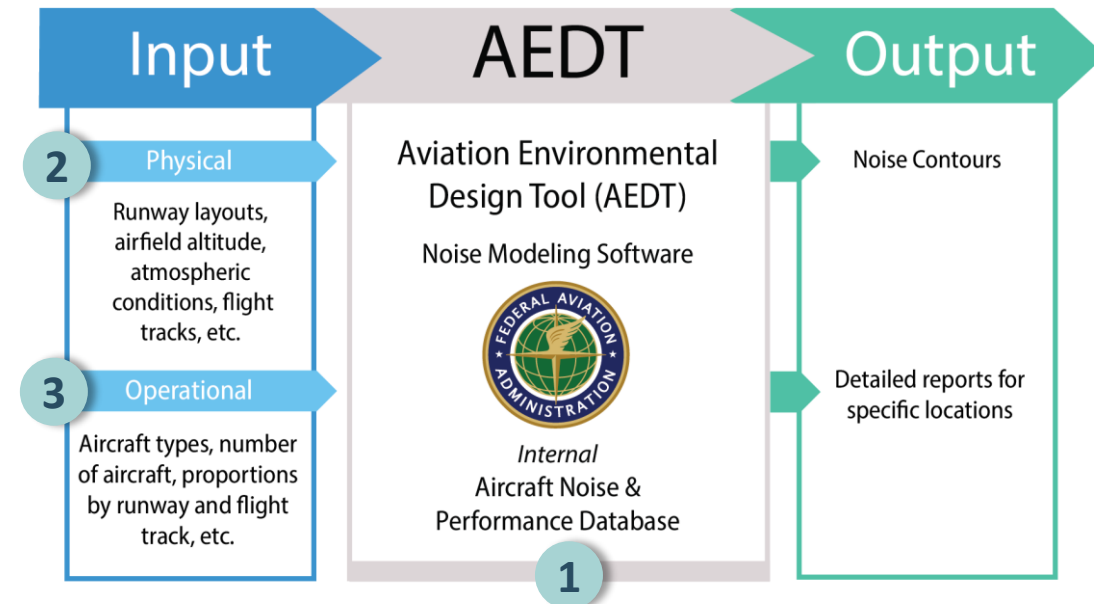 Input
AEDT
Output
2
Physical
Runway layouts,
airfield altitude,
atmospheric
conditions, flight
tracks, etc.
3
Operational
Aircraft types, number
of aircraft, proportions
by runway and flight
track, etc.
Aviation Environmental
Design Tool (AEDT)
Noise Modeling Software
FEDERAL AVIATION
ADMINISTRATION
Internal
Aircraft Noise &
Performance Database
1
Noise Contours
Detailed reports for
specific locations